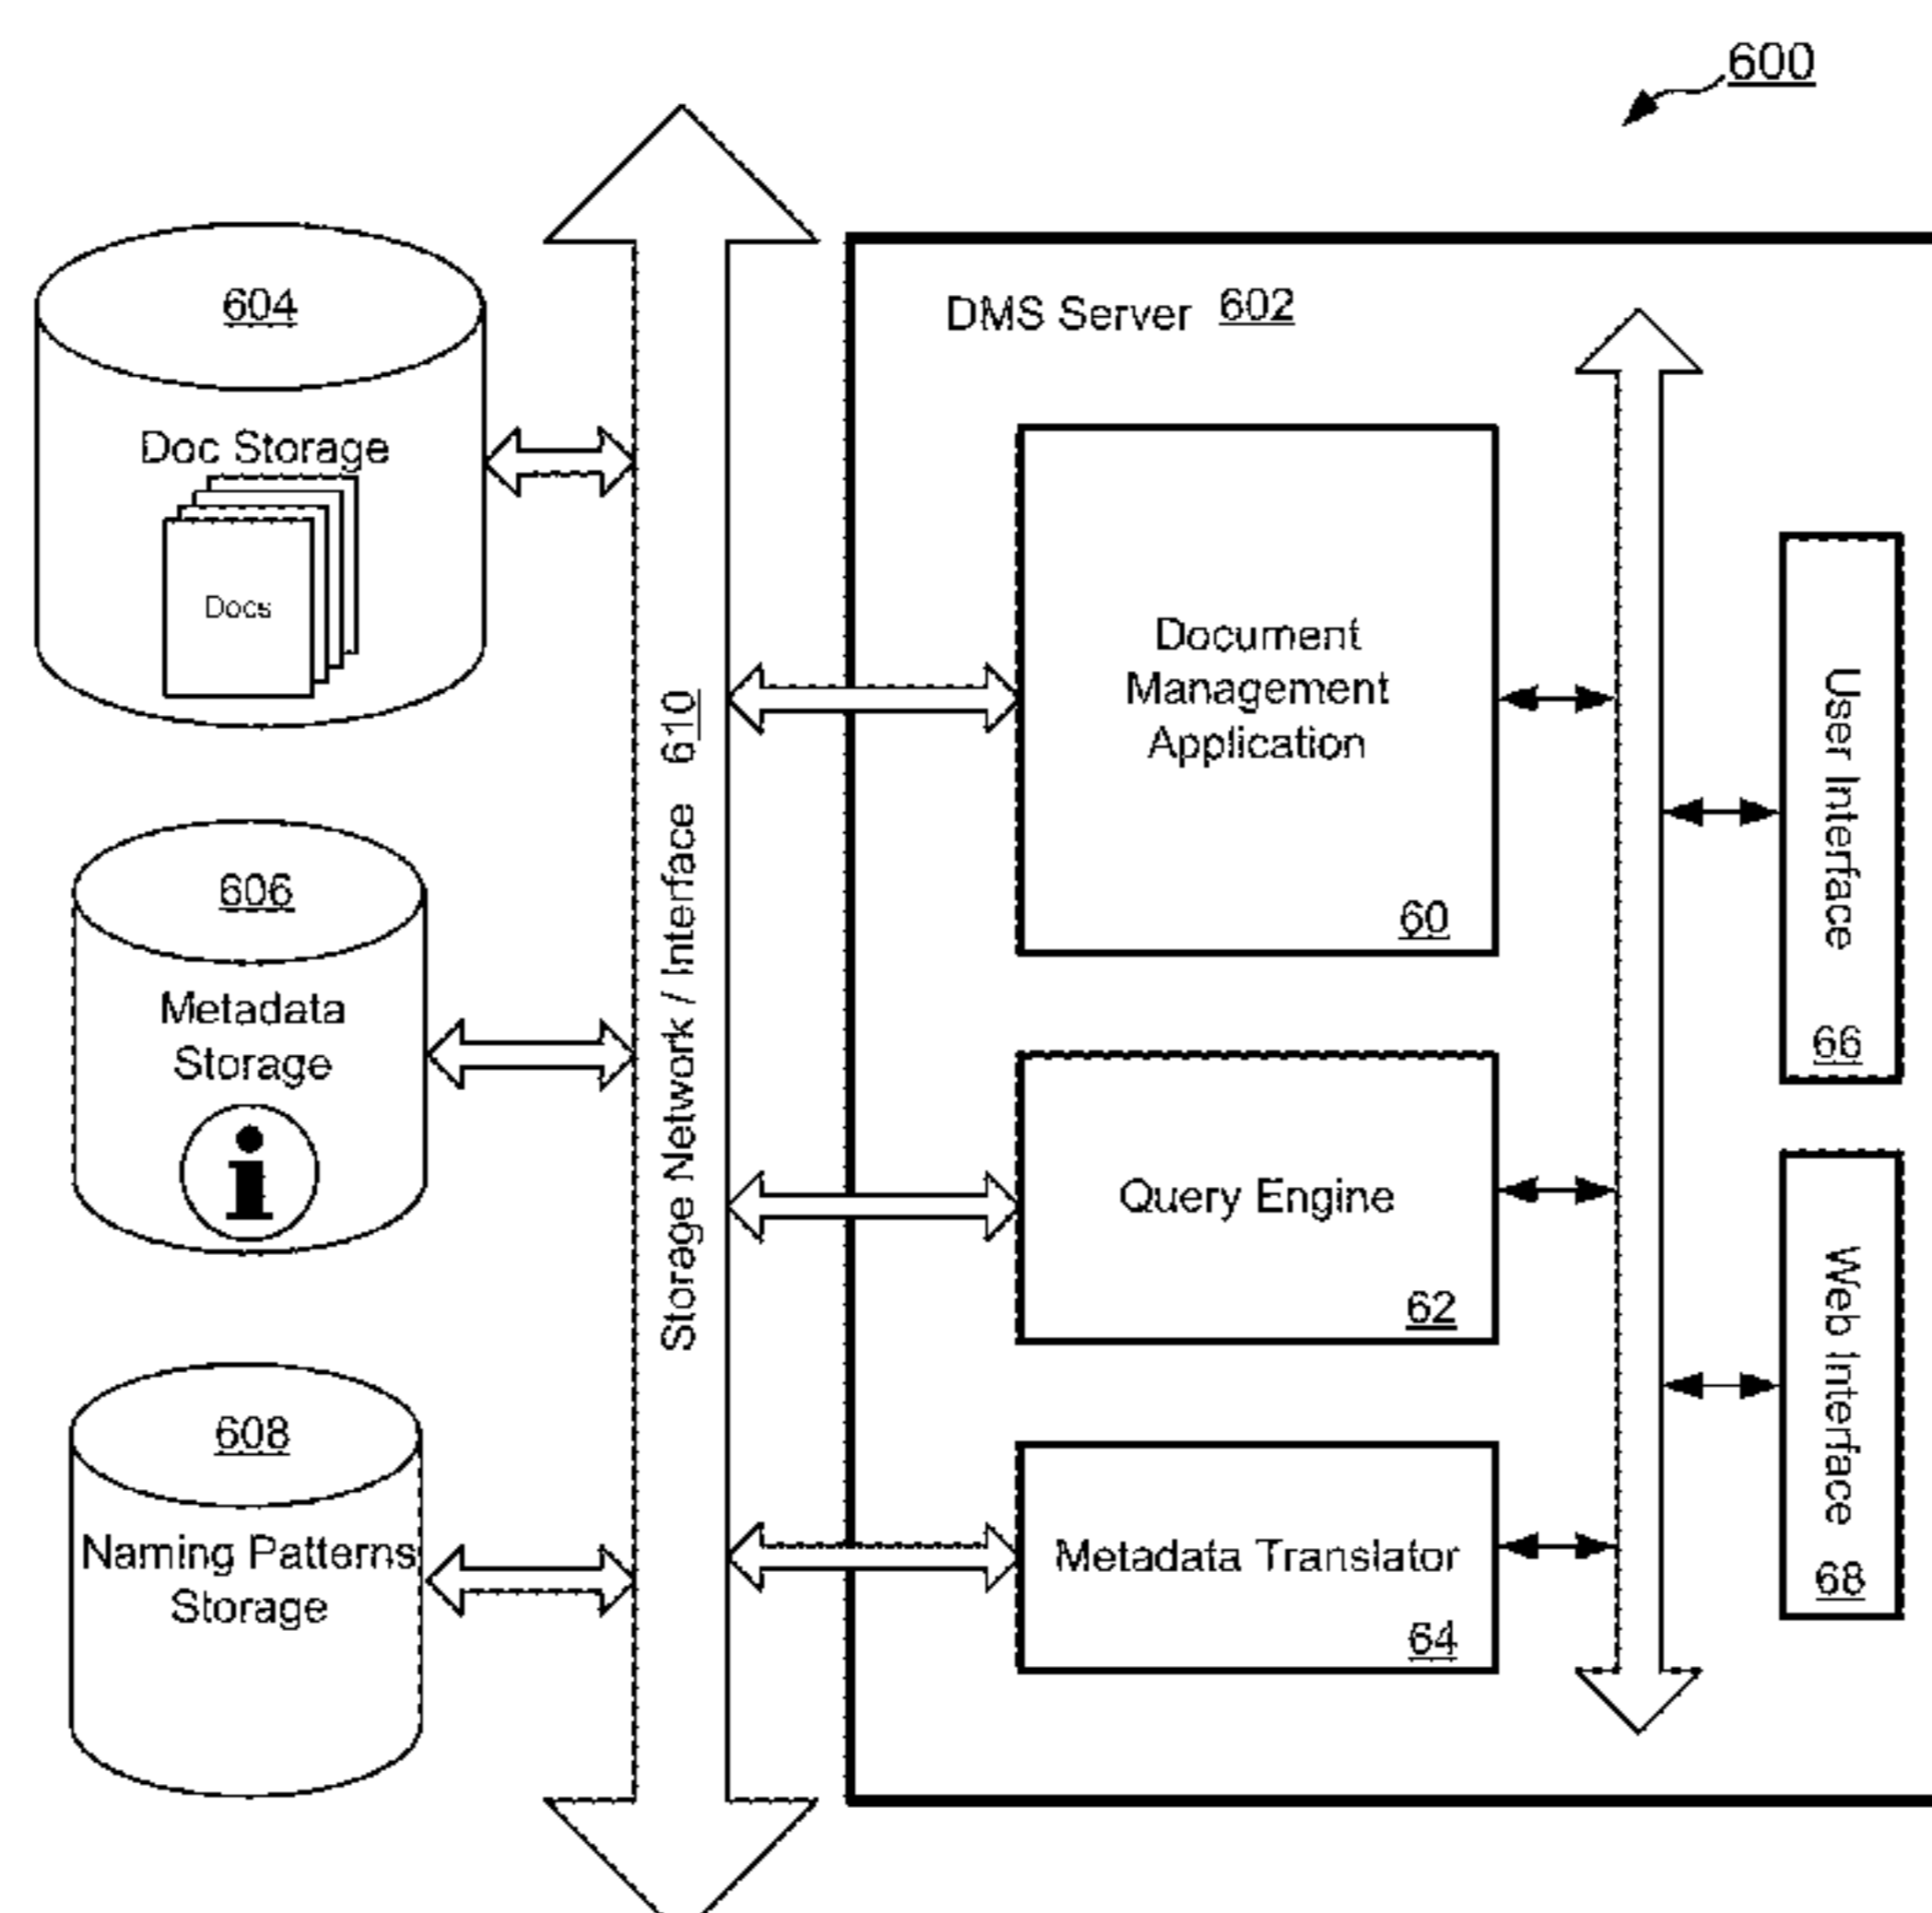 600
604
Doc Storage
Docs
606
Metadata
Storage
608
Naming Patterns
Storage
Storage Network / Interface 610
DMS Server 602
Document
Management
Application
60
Query Engine
62
Metadata Translator
64
User Interface 66
Web Interface 68